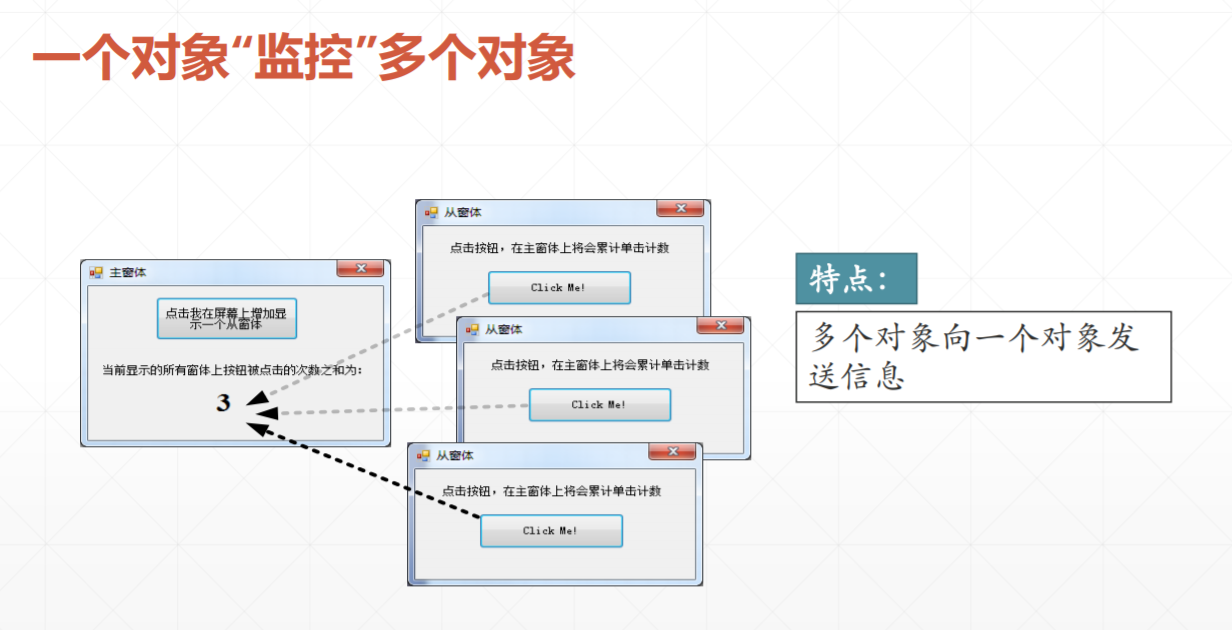 一个对象“监控”多个对象
主窗体
点击我在屏幕上增加显
示一个从窗体
当前显示的所有窗体上按钮被点击的次数之和为:
3
从窗体
点击按钮，在主窗体上将会累计单击计数
Click Me!
从窗体
点击按钮，在主窗体上将会累计单击计数
Click Me!
从窗体
点击按钮，在主窗体上将会累计单击计数
Click Me!
特点：
多个对象向一个对象发
送信息